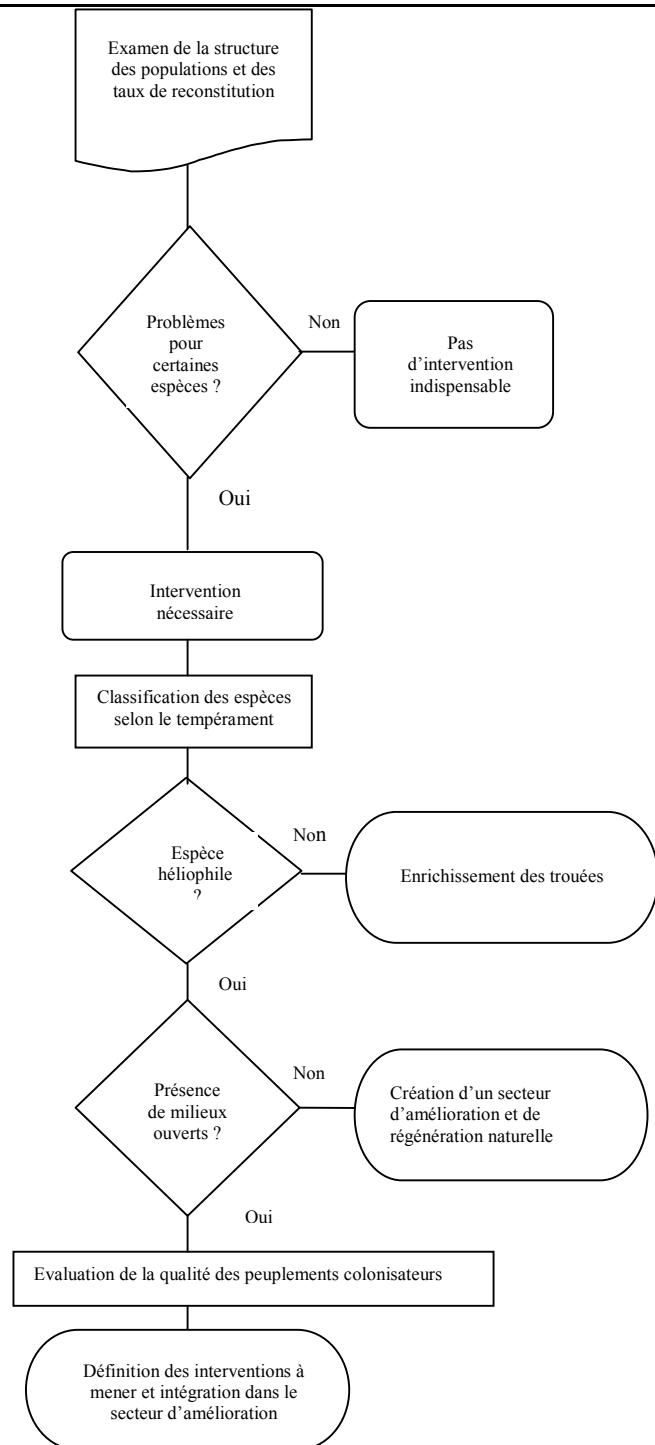 Examen de la structure
des populations et des
taux de reconstitution
Problèmes
pour
certaines
espèces ?
Non
Pas
d’intervention
indispensable
Oui
Intervention
nécessaire
Classification des espèces
selon le tempérament
Espèce
héliophile
?
Non
Enrichissement des trouées
Oui
Présence
de milieux
ouverts ?
Non
Création d’un secteur
d’amélioration et de
régénération naturelle
Oui
Evaluation de la qualité des peuplements colonisateurs
Définition des interventions à
mener et intégration dans le
secteur d’amélioration